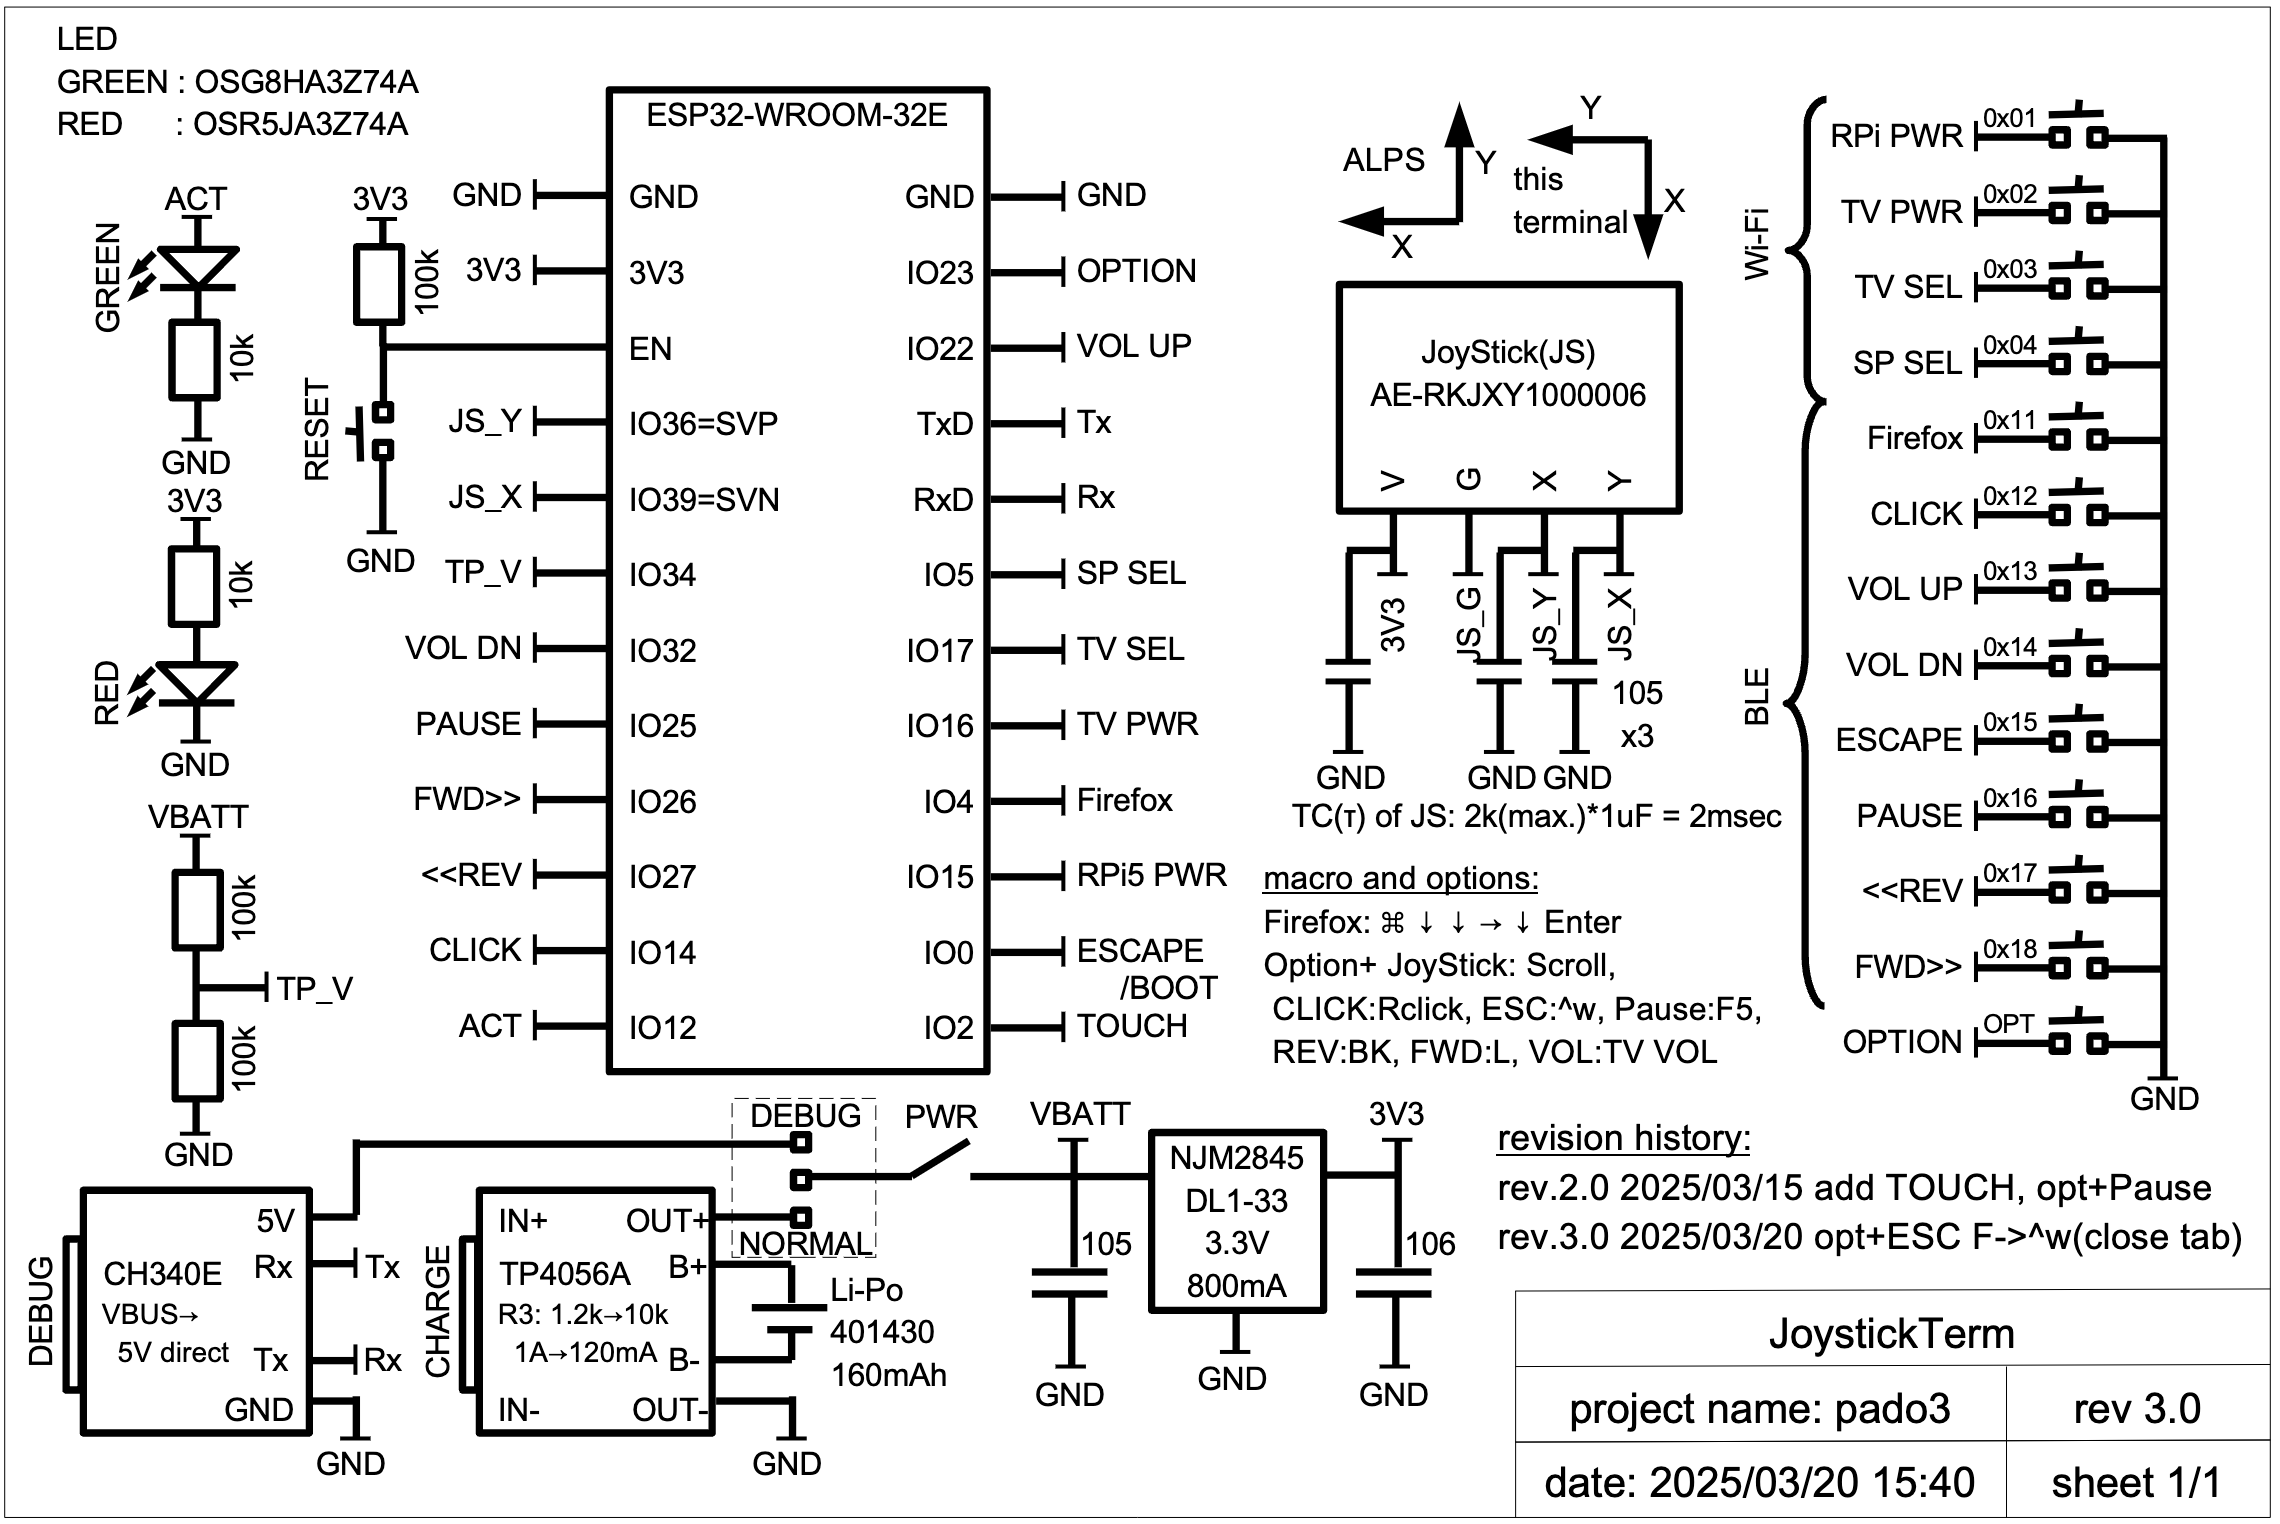 LED
GREEN : OSG8HA3Z74A
RED : OSR5JA3Z74A
ACT
GREEN
10k
GND
3V3
10k
RED
GND
VBATT
100k
TP_V
100k
GND
3V3
100k
RESET
GND
ESP32-WROOM-32E
GND GND GND GND
3V3 3V3 IO23 OPTION
EN IO22 VOL UP
JS_Y IO36=SVP TxD Tx
JS_X IO39=SVN RxD Rx
TP_V IO34 IO5 SP SEL
VOL DN IO32 IO17 TV SEL
PAUSE IO25 IO16 TV PWR
FWD>> IO26 IO4 Firefox
<<REV IO27 IO15 RPi5 PWR
CLICK IO14 IO0 ESCAPE
/BOOT
ACT IO12 IO2 TOUCH
ALPS
Y
X
Y
this
terminal
X
JoyStick(JS)
AE-RKJXY1000006
V G X Y
3V3 JS_G JS_Y JS_X
105
x3
GND GND GND
TC(τ) of JS: 2k(max.)*1uF = 2msec
macro and options:
Firefox: ⌘ ↓ ↓ → ↓ Enter
Option+ JoyStick: Scroll,
CLICK:Rclick, ESC:^w, Pause:F5,
REV:BK, FWD:L, VOL:TV VOL
Wi-Fi
RPi PWR 0x01
TV PWR 0x02
TV SEL 0x03
SP SEL 0x04
BLE
Firefox 0x11
CLICK 0x12
VOL UP 0x13
VOL DN 0x14
ESCAPE 0x15
PAUSE 0x16
<<REV 0x17
FWD>> 0x18
OPTION OPT
GND
DEBUG
CH340E
VBUS→
5V direct
5V
Rx Tx
Tx Rx
GND
GND
CHARGE
IN+ OUT+
TP4056A B+
R3: 1.2k→10k
1A→120mA B-
IN- OUT-
GND
Li-Po
401430
160mAh
DEBUG
NORMAL
PWR
VBATT
105
GND
NJM2845
DL1-33
3.3V
800mA
GND
3V3
106
GND
revision history:
rev.2.0 2025/03/15 add TOUCH, opt+Pause
rev.3.0 2025/03/20 opt+ESC F->^w(close tab)
JoystickTerm
project name: pado3 rev 3.0
date: 2025/03/20 15:40 sheet 1/1